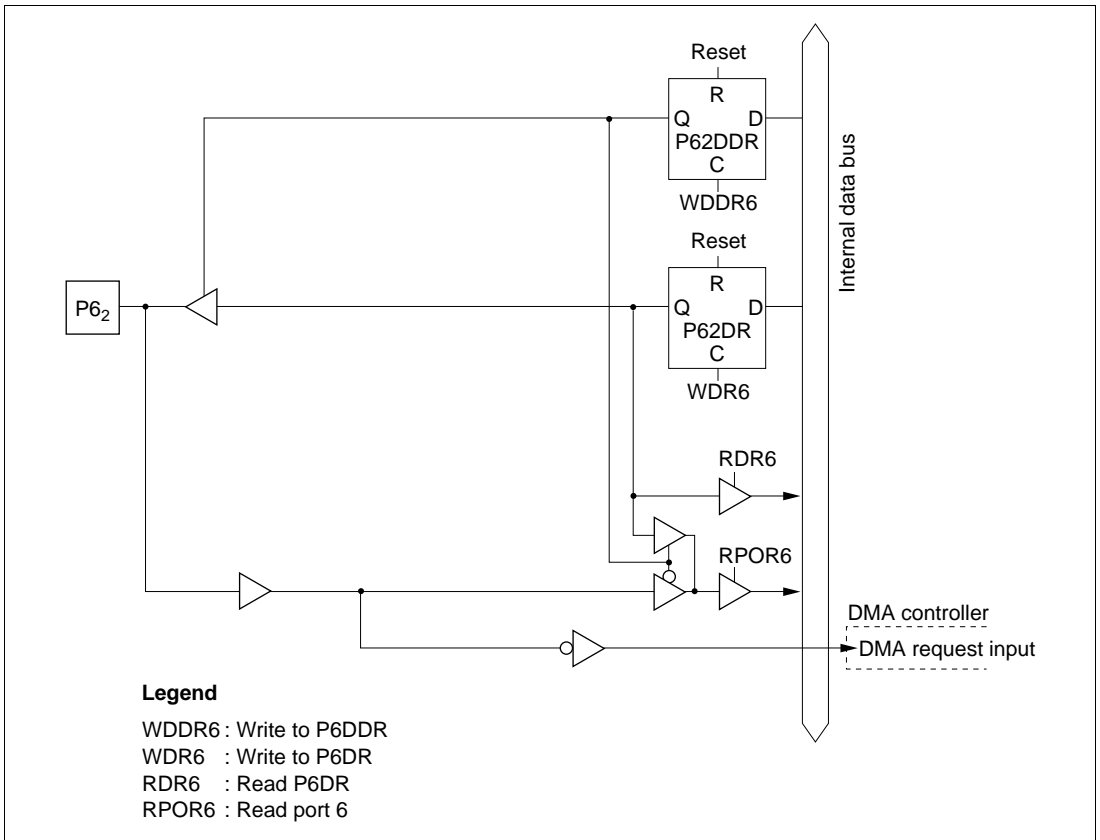 Reset
R
Q D
P62DDR
C
WDDR6
Reset
R
Q D
P62DR
C
WDR6
Internal data bus
P6₂
RDR6
RPOR6
DMA controller
DMA request input
Legend
WDDR6 : Write to P6DDR
WDR6 : Write to P6DR
RDR6 : Read P6DR
RPOR6 : Read port 6